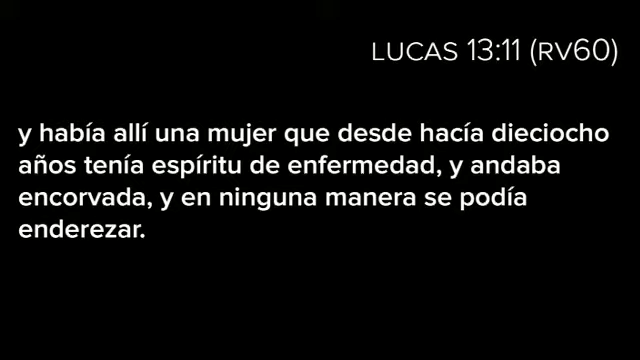 LUCAS 13:11 (RV60)
y había allí una mujer que desde hacía dieciocho
años tenía espíritu de enfermedad, y andaba
encorvada, y en ninguna manera se podía
enderezar.